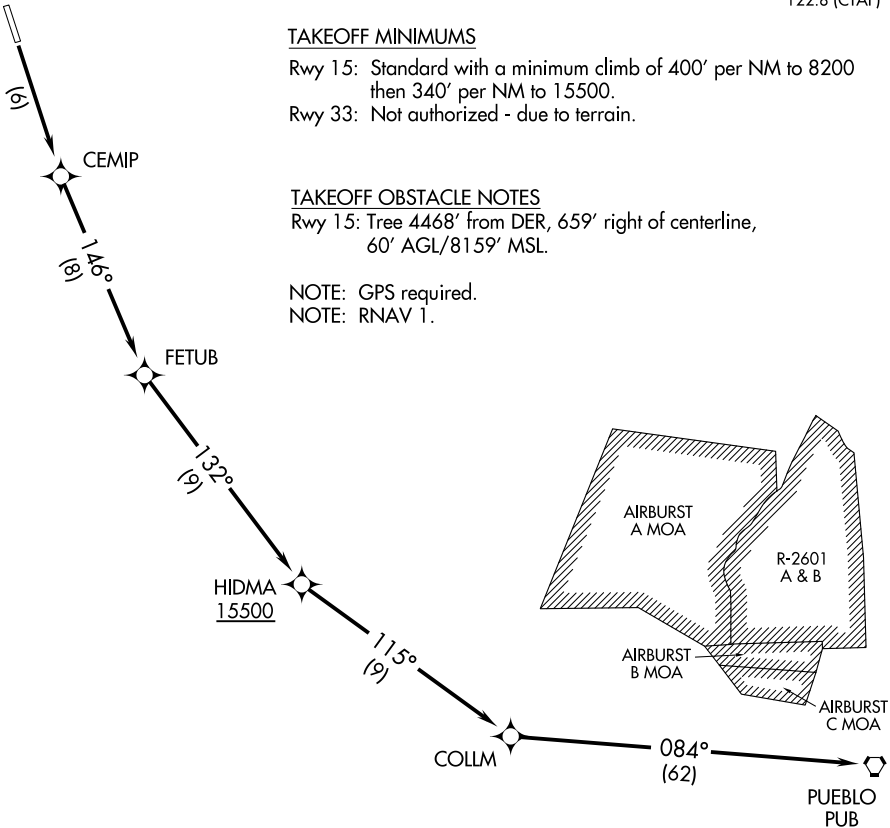 122.8 (CTAF)
TAKEOFF MINIMUMS
Rwy 15: Standard with a minimum climb of 400' per NM to 8200
then 340' per NM to 15500.
Rwy 33: Not authorized - due to terrain.
(6)
CEMIP
TAKEOFF OBSTACLE NOTES
Rwy 15: Tree 4468' from DER, 659' right of centerline,
60' AGL/8159' MSL.
146°
(8)
NOTE: GPS required.
NOTE: RNAV 1.
FETUB
132°
(9)
AIRBURST
A MOA
R-2601
A & B
HIDMA
15500
115°
(9)
AIRBURST
B MOA
AIRBURST
C MOA
COLLM
084°
(62)
PUEBLO
PUB